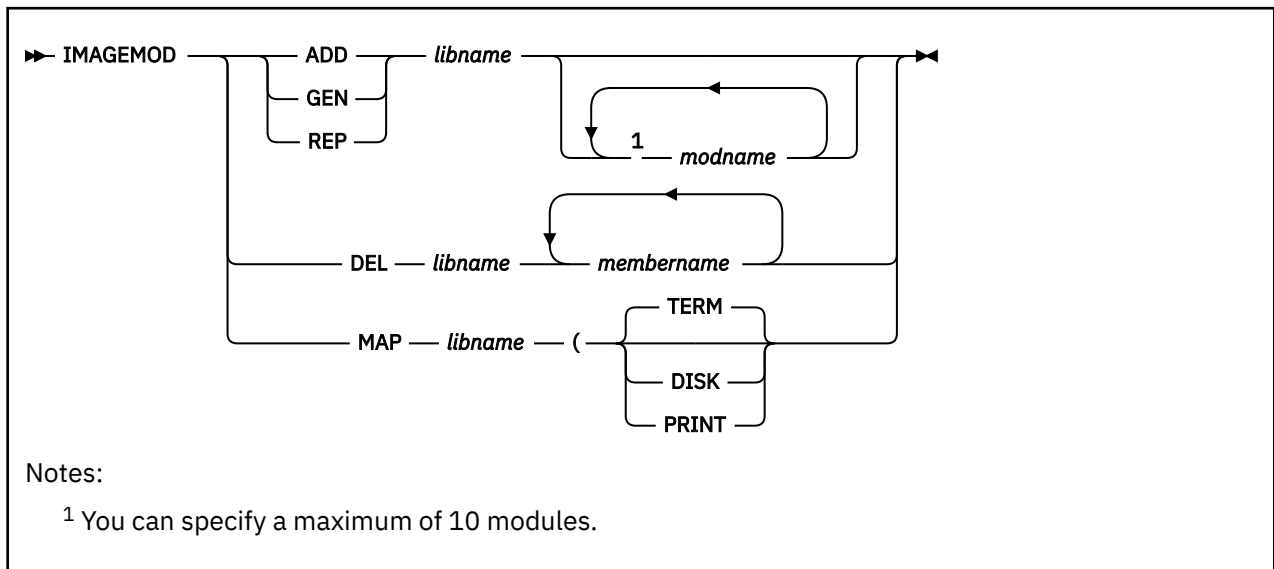 IMAGEMOD ADD libname
GEN
REP
1 modname
DEL libname membername
TERM
MAP libname (
DISK
PRINT
Notes:
1 You can specify a maximum of 10 modules.